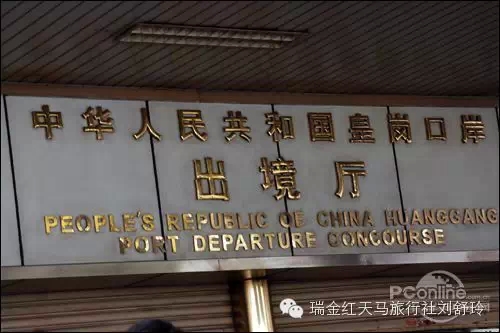 中华人民共和国皇岗口岸
出境厅
PEOPLE'S REPUBLIC OF CHINA HUANGGANG
PORT DEPARTURE CONCOURSE
PConline
瑞金红天马旅行社刘舒玲